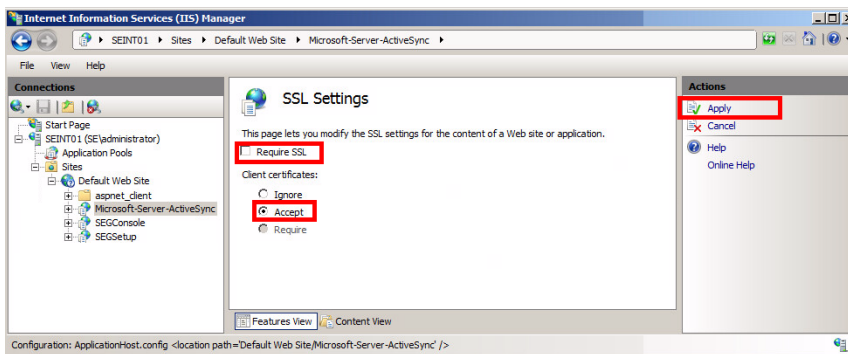 Internet Information Services (IIS) Manager
SEINT01 Sites Default Web Site Microsoft-Server-ActiveSync
File View Help
Connections
Start Page
SEINT01 (SE\administrator)
Application Pools
Sites
Default Web Site
aspnet_client
Microsoft-Server-ActiveSync
SEGConsole
SEGSetup
SSL Settings
This page lets you modify the SSL settings for the content of a Web site or application.
Require SSL
Client certificates:
Ignore
Accept
Require
Features View Content View
Actions
Apply
Cancel
Help
Online Help
Configuration: ApplicationHost.config <location path='Default Web Site/Microsoft-Server-ActiveSync' />